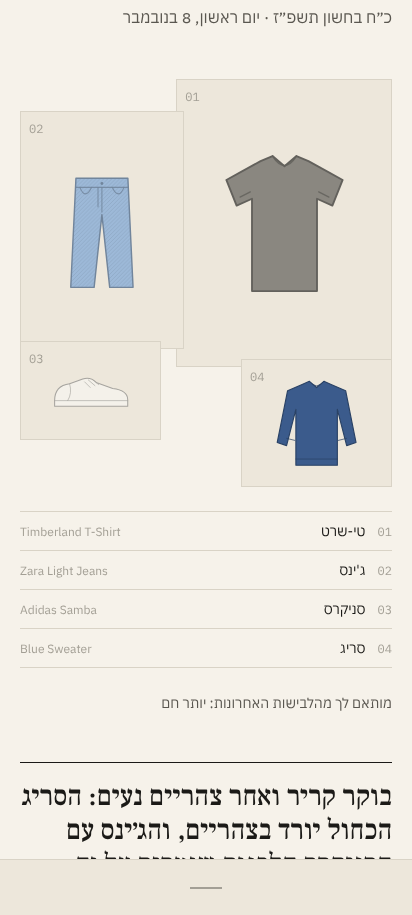 כ״ח בחשון תשפ״ז · יום ראשון, 8 בנובמבר
01
02
03
04
01 טי-שרט Timberland T-Shirt
02 ג'ינס Zara Light Jeans
03 סניקרס Adidas Samba
04 סריג Blue Sweater
מותאם לך מהלבישות האחרונות: יותר חם
בוקר קריר ואחר צהריים נעים: הסריג
הכחול יורד בצהריים, והג׳ינס עם